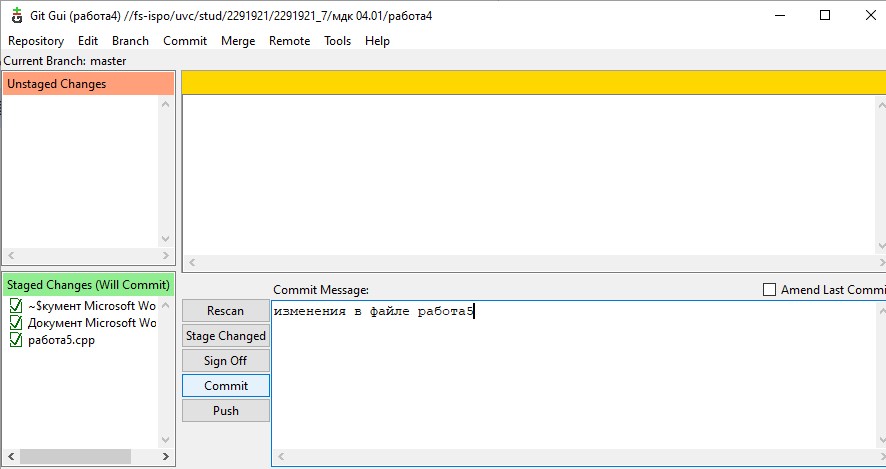 Git Gui (работа4) //fs-ispo/uvc/stud/2291921/2291921_7/мдк 04.01/работа4
Repository Edit Branch Commit Merge Remote Tools Help
Current Branch: master
Unstaged Changes
Staged Changes (Will Commit)
~$кумент Microsoft Wo
Документ Microsoft Wo
работа5.cpp
Rescan
Stage Changed
Sign Off
Commit
Push
Commit Message:
Amend Last Commi
изменения в файле работа5